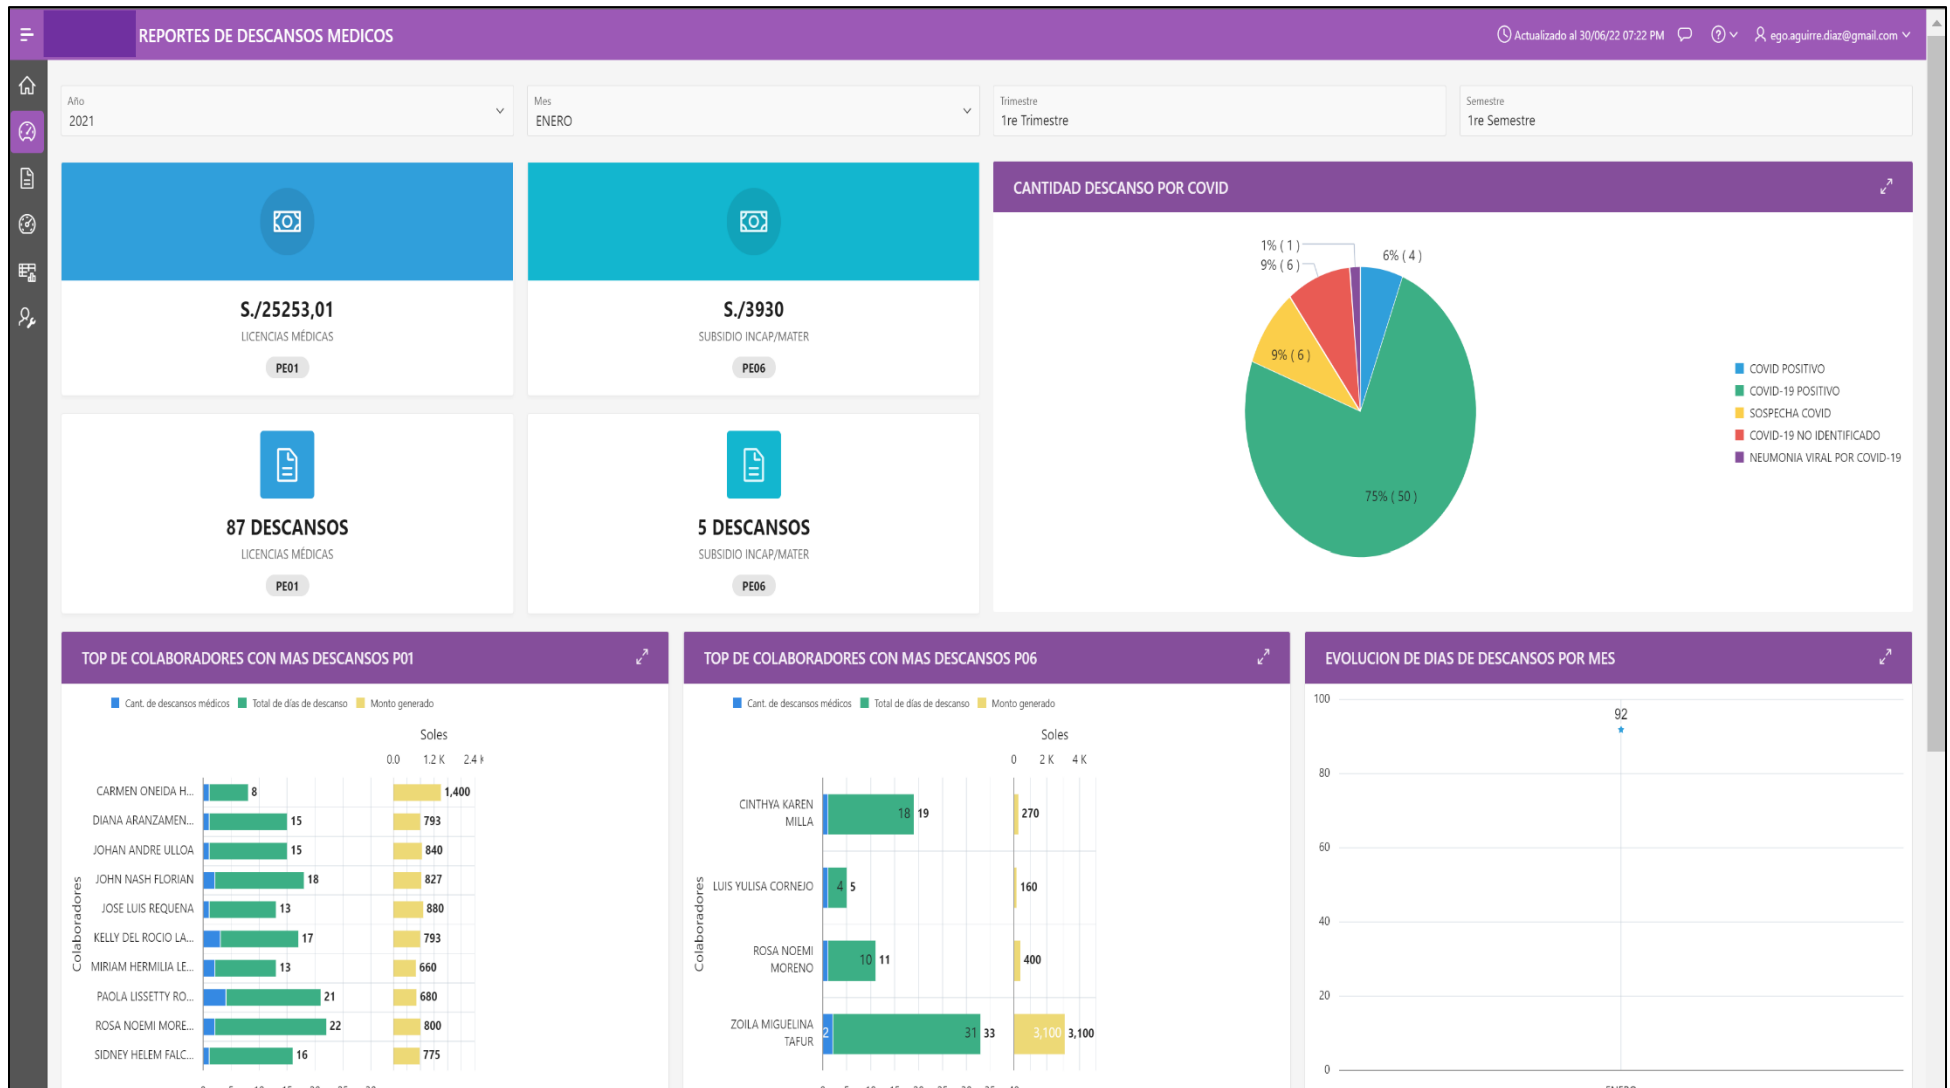 REPORTES DE DESCANSOS MEDICOS
Actualizado al 30/06/22 07:22 PM
ego.aguirre.diaz@gmail.com
Año
2021
Mes
ENERO
Trimestre
1re Trimestre
Semestre
1re Semestre
S./25253,01
LICENCIAS MÉDICAS
PE01
S./3930
SUBSIDIO INCAP/MATER
PE06
87 DESCANSOS
LICENCIAS MÉDICAS
PE01
5 DESCANSOS
SUBSIDIO INCAP/MATER
PE06
CANTIDAD DESCANSO POR COVID
1% ( 1 )
9% ( 6 )
6% ( 4 )
9% ( 6 )
75% ( 50 )
COVID POSITIVO
COVID-19 POSITIVO
SOSPECHA COVID
COVID-19 NO IDENTIFICADO
NEUMONIA VIRAL POR COVID-19
TOP DE COLABORADORES CON MAS DESCANSOS P01
Cant. de descansos médicos Total de días de descanso Monto generado
Soles
0.0 1.2 K 2.4
Colaboradores
CARMEN ONEIDA H... 8 1,400
DIANA ARANZAMEN... 15 793
JOHAN ANDRE ULLOA 15 840
JOHN NASH FLORIAN 18 827
JOSE LUIS REQUENA 13 880
KELLY DEL ROCIO LA... 17 793
MIRIAM HERMILIA LE... 13 660
PAOLA LISSETTY RO... 21 680
ROSA NOEMI MORE... 22 800
SIDNEY HELEM FALC... 16 775
TOP DE COLABORADORES CON MAS DESCANSOS P06
Cant. de descansos médicos Total de días de descanso Monto generado
Soles
0 2 K 4 K
Colaboradores
CINTHYA KAREN
MILLA
18 19 270
LUIS YULISA CORNEJO 4 5 160
ROSA NOEMI
MORENO
10 11 400
ZOILA MIGUELINA
TAFUR
2 31 33 3,100 3,100
EVOLUCION DE DIAS DE DESCANSOS POR MES
100
92
80
60
40
20
0